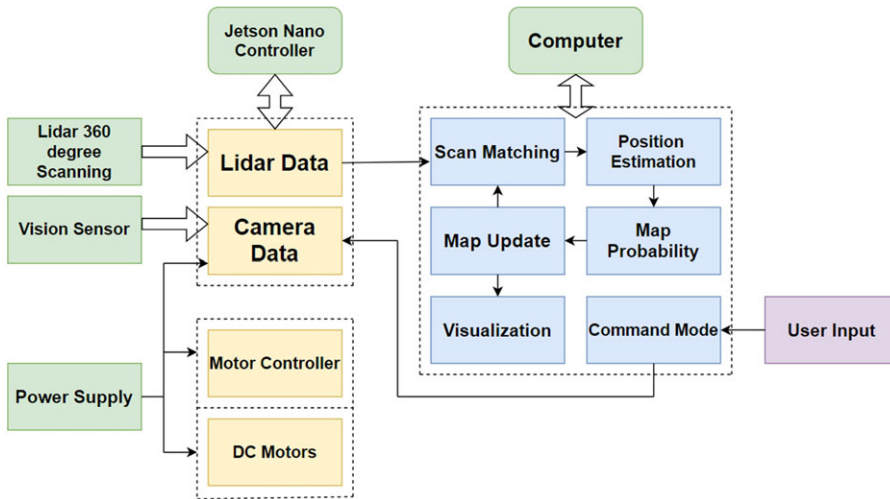 Jetson Nano
Controller
Computer
Lidar 360
degree
Scanning
Lidar Data
Scan Matching
Position
Estimation
Vision Sensor
Camera
Data
Map Update
Map
Probability
Visualization
Command Mode
User Input
Power Supply
Motor Controller
DC Motors